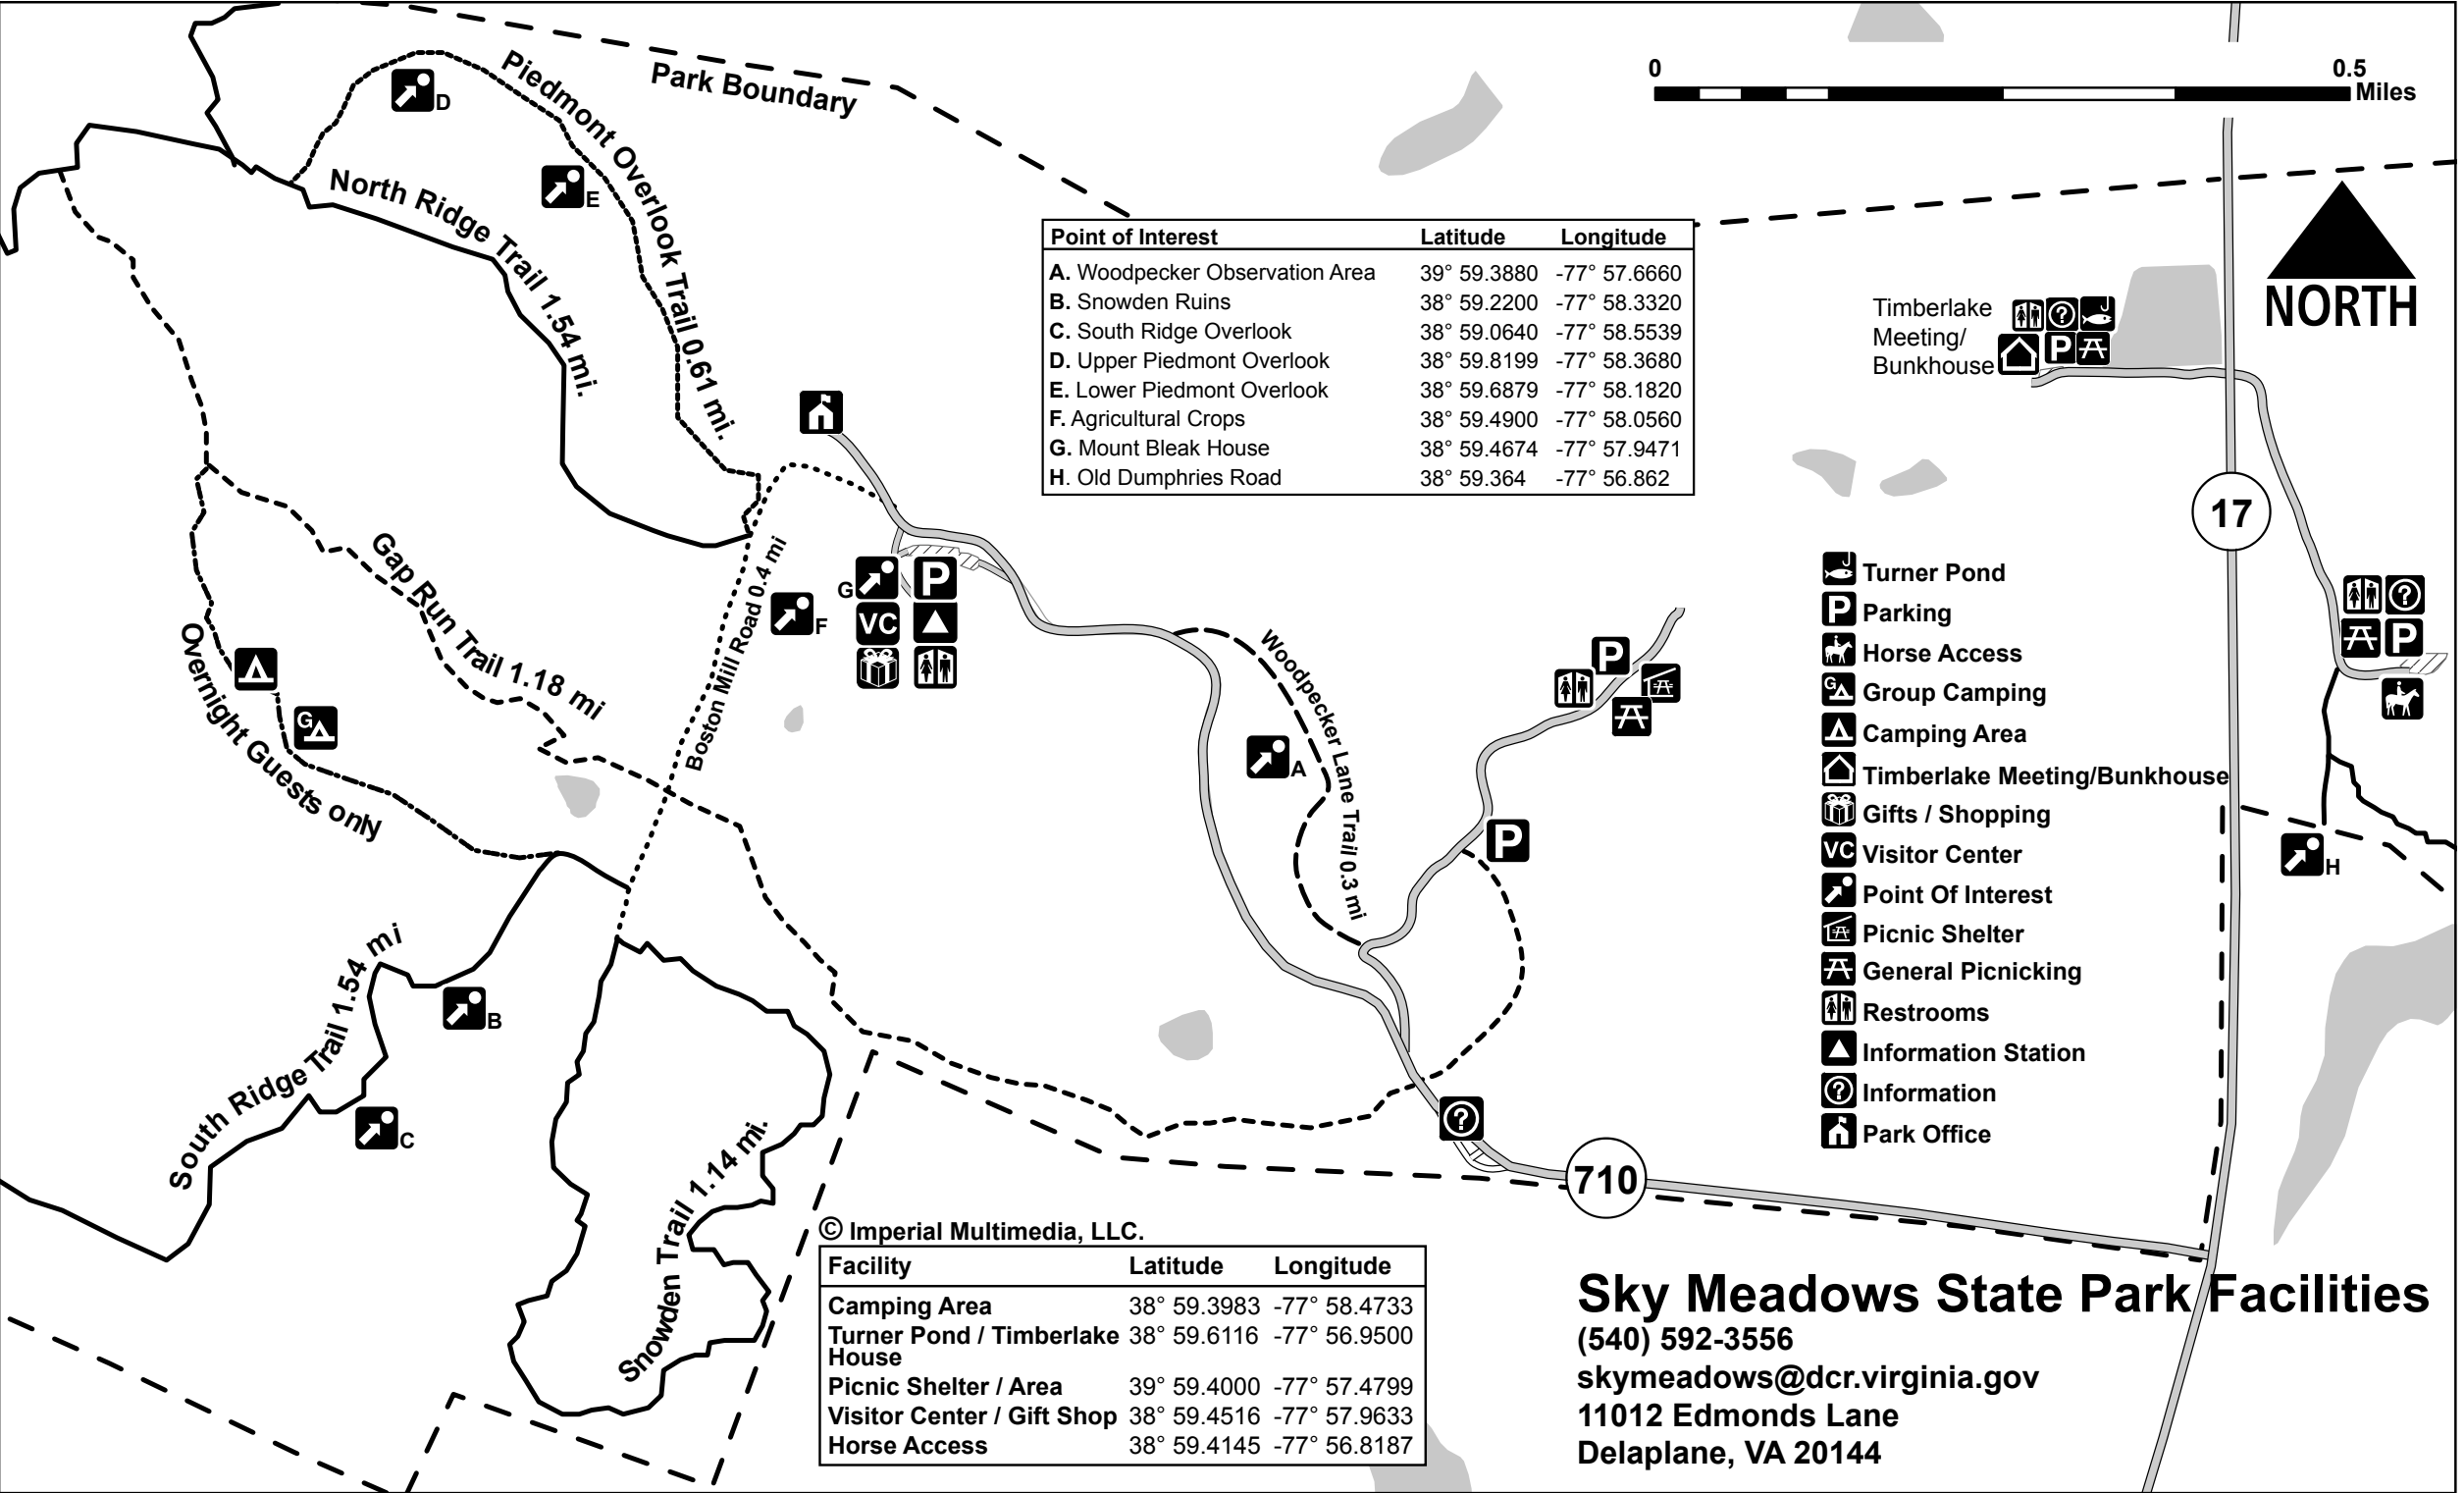 Park Boundary
Piedmont Overlook Trail 0.61 mi.
North Ridge Trail 1.54 mi.
D
E
0 0.5
Miles
NORTH
Point of Interest Latitude Longitude
A. Woodpecker Observation Area 39° 59.3880 -77° 57.6660
B. Snowden Ruins 38° 59.2200 -77° 58.3320
C. South Ridge Overlook 38° 59.0640 -77° 58.5539
D. Upper Piedmont Overlook 38° 59.8199 -77° 58.3680
E. Lower Piedmont Overlook 38° 59.6879 -77° 58.1820
F. Agricultural Crops 38° 59.4900 -77° 58.0560
G. Mount Bleak House 38° 59.4674 -77° 57.9471
H. Old Dumphries Road 38° 59.364 -77° 56.862
Timberlake
Meeting/
Bunkhouse
?
P
17
Gap Run Trail 1.18 mi
Overnight Guests only
G
Boston Mill Road 0.4 mi
F
G
P
VC
Woodpecker Lane Trail 0.3 mi
A
P
P
?
P
H
Turner Pond
P Parking
Horse Access
G Group Camping
Camping Area
Timberlake Meeting/Bunkhouse
Gifts / Shopping
VC Visitor Center
Point Of Interest
Picnic Shelter
General Picnicking
Restrooms
Information Station
? Information
Park Office
South Ridge Trail 1.54 mi
B
C
Snowden Trail 1.14 mi.
?
710
© Imperial Multimedia, LLC.
Facility Latitude Longitude
Camping Area 38° 59.3983 -77° 58.4733
Turner Pond / Timberlake 38° 59.6116 -77° 56.9500
House
Picnic Shelter / Area 39° 59.4000 -77° 57.4799
Visitor Center / Gift Shop 38° 59.4516 -77° 57.9633
Horse Access 38° 59.4145 -77° 56.8187
Sky Meadows State Park Facilities
(540) 592-3556
skymeadows@dcr.virginia.gov
11012 Edmonds Lane
Delaplane, VA 20144